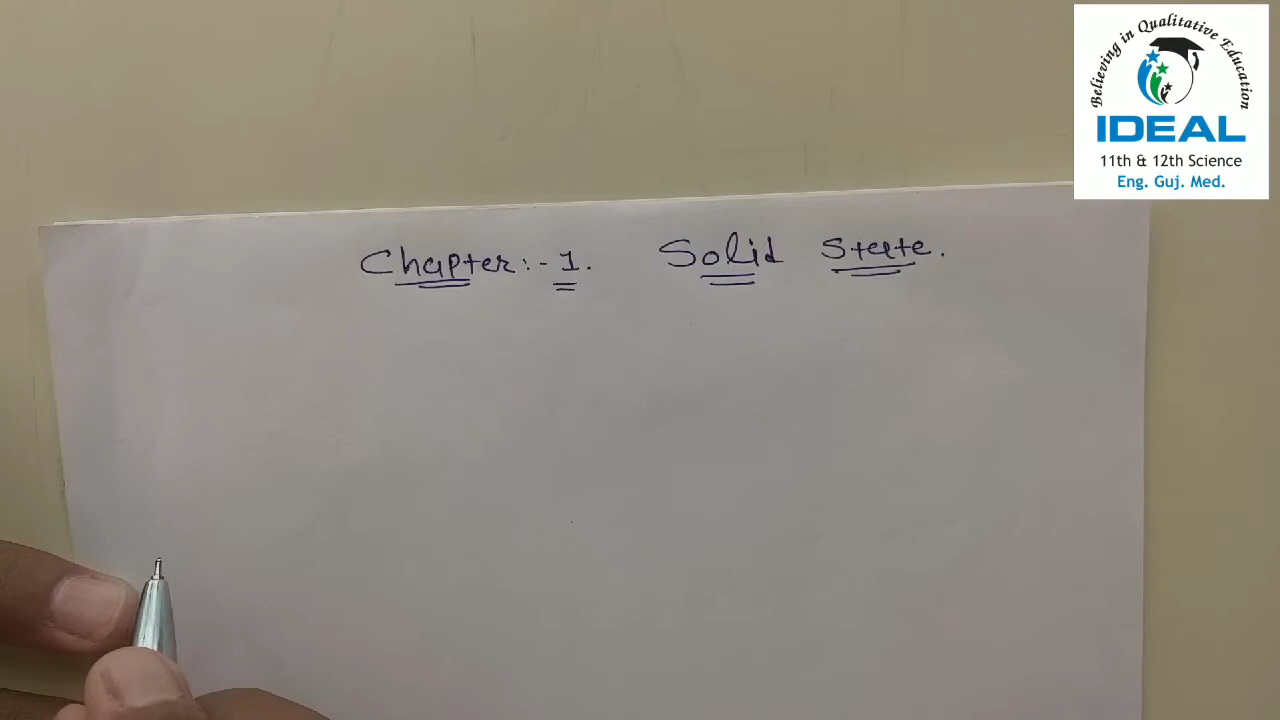 Believing in Qualitative Education
IDEAL
11th & 12th Science
Eng. Guj. Med.
Chapter:- 1. Solid State.